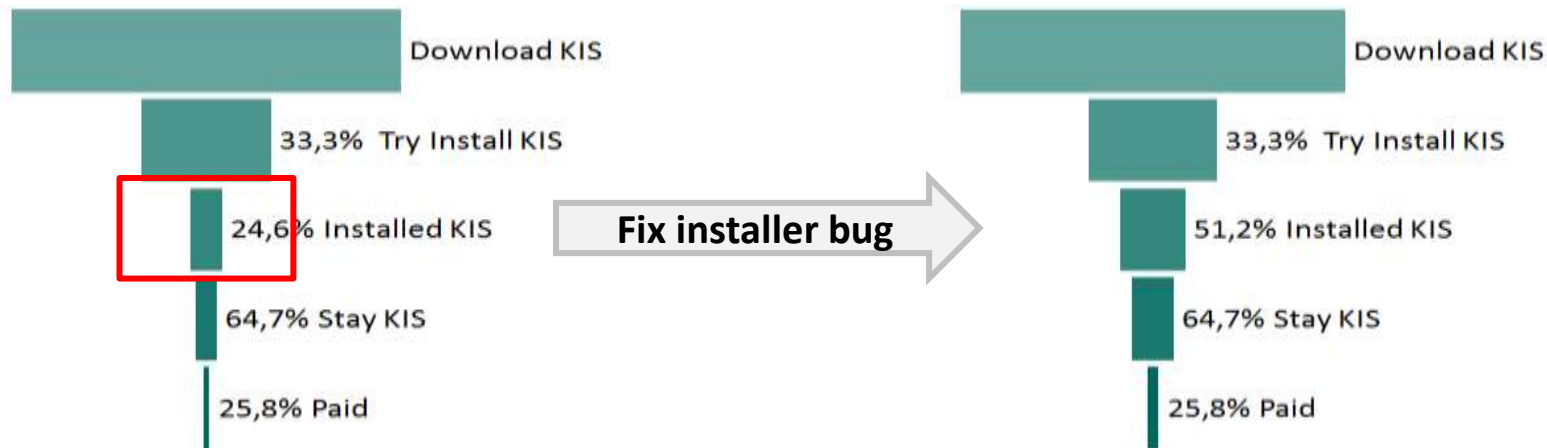 Download KIS
33,3% Try Install KIS
24,6% Installed KIS
64,7% Stay KIS
25,8% Paid
Fix installer bug
Download KIS
33,3% Try Install KIS
51,2% Installed KIS
64,7% Stay KIS
25,8% Paid